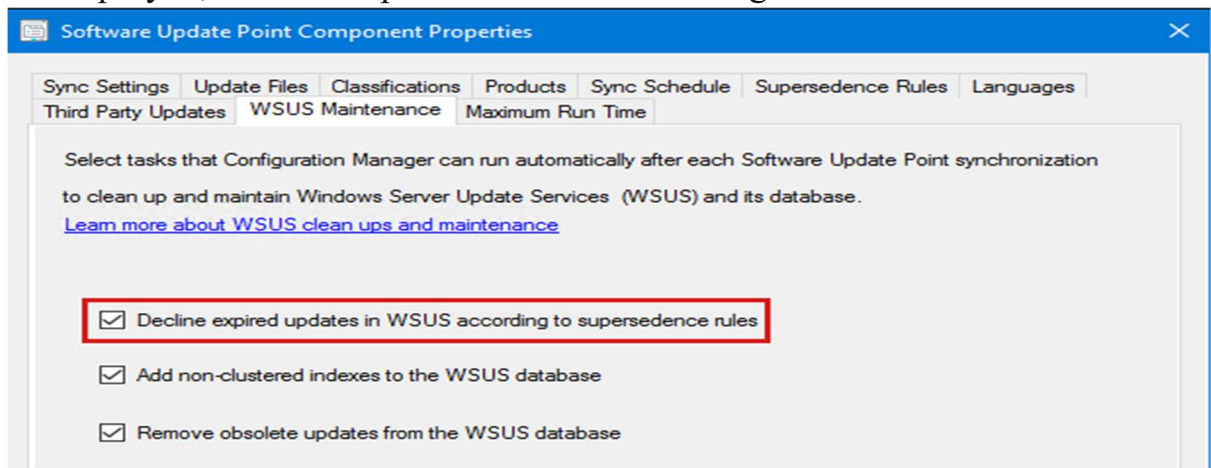 Software Update Point Component Properties
Sync Settings Update Files Classifications Products Sync Schedule Supersedence Rules Languages
Third Party Updates WSUS Maintenance Maximum Run Time
Select tasks that Configuration Manager can run automatically after each Software Update Point synchronization
to clean up and maintain Windows Server Update Services (WSUS) and its database.
Learn more about WSUS clean ups and maintenance
Decline expired updates in WSUS according to supersedence rules
Add non-clustered indexes to the WSUS database
Remove obsolete updates from the WSUS database